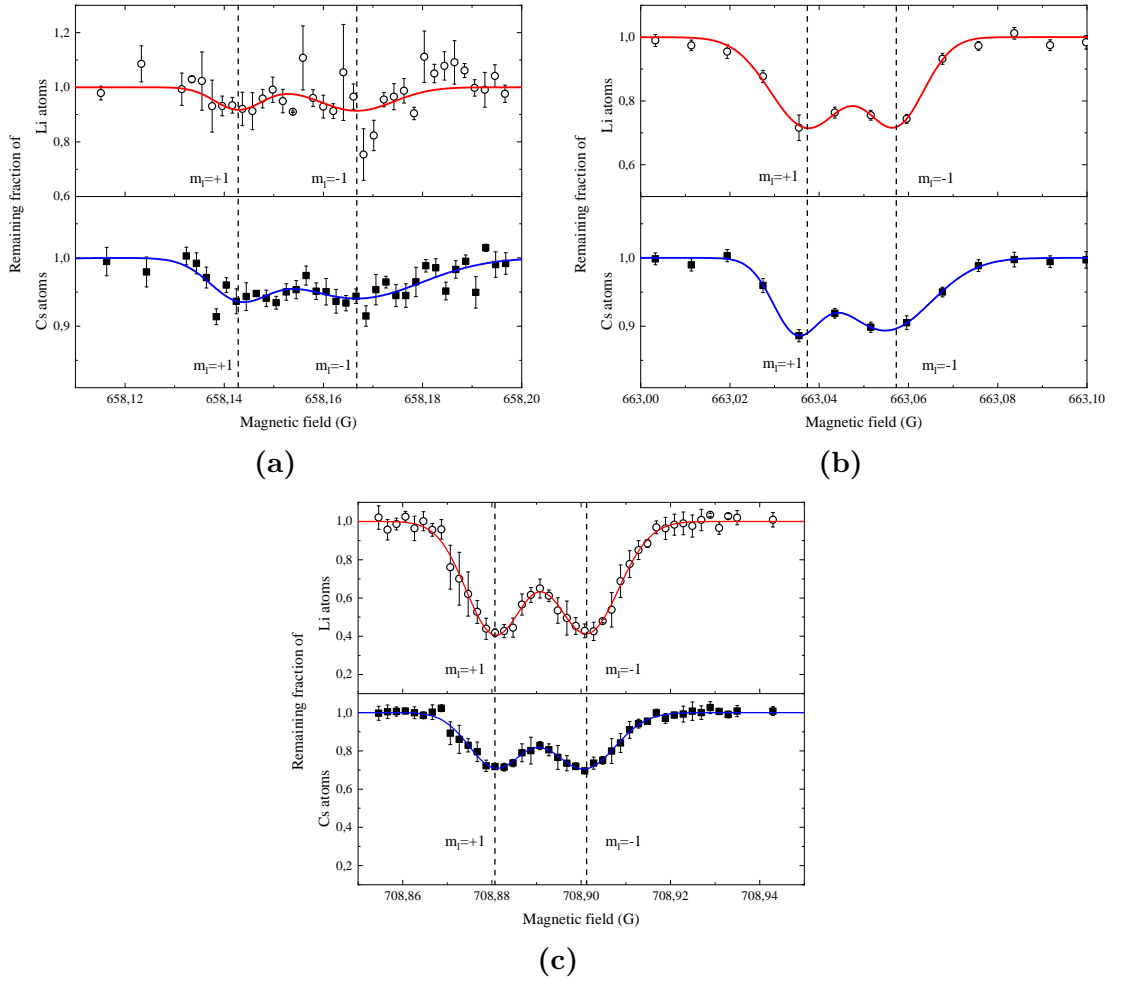 1,2
1,0
0,8
0,6
Li atoms
m_l=+1
m_l=-1
1,0
0,9
Cs atoms
Remaining fraction of
m_l=+1
m_l=-1
658,12 658,14 658,16 658,18 658,20
Magnetic field (G)
(a)
1,0
0,8
0,6
Li atoms
m_l=+1
m_l=-1
1,0
0,9
Cs atoms
Remaining fraction of
m_l=+1
m_l=-1
663,00 663,02 663,04 663,06 663,08 663,10
Magnetic field (G)
(b)
1,0
0,8
0,6
0,4
0,2
Li atoms
m_l=+1
m_l=-1
1,0
0,8
0,6
0,4
0,2
Cs atoms
Remaining fraction of
m_l=+1
m_l=-1
708,86 708,88 708,90 708,92 708,94
Magnetic field (G)
(c)